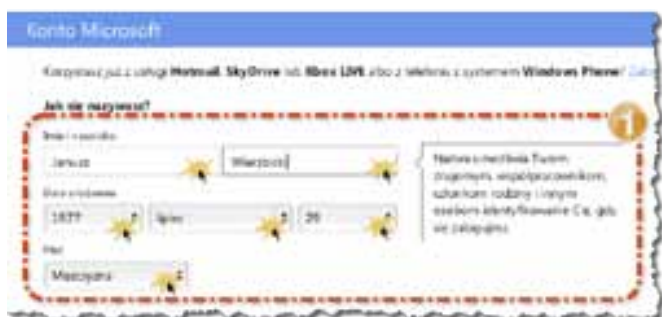 Konto Microsoft
Korzystasz już z usługi Hotmail, SkyDrive lub Xbox LIVE albo z telefonu z systemem Windows Phone?
Jak się nazywasz?
1
Imię i nazwisko
Janusz
Nazwa umożliwia Twoim
znajomym, współpracownikom,
członkom rodziny i innym
osobom identyfikowanie Cię, gdy
się zalogujesz.
Data urodzenia
1977 lipiec 29
Płeć
Mężczyzna